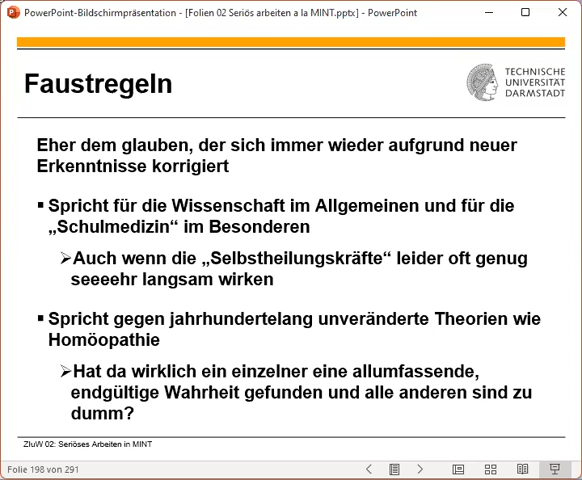 PowerPoint-Bildschirmpräsentation - [Folien 02 Seriös arbeiten a la MINT.pptx] - PowerPoint
Faustregeln
TECHNISCHE
UNIVERSITÄT
DARMSTADT
Eher dem glauben, der sich immer wieder aufgrund neuer
Erkenntnisse korrigiert
▪ Spricht für die Wissenschaft im Allgemeinen und für die
„Schulmedizin“ im Besonderen
➢Auch wenn die „Selbstheilungskräfte“ leider oft genug
seeeehr langsam wirken
▪ Spricht gegen jahrhundertelang unveränderte Theorien wie
Homöopathie
➢Hat da wirklich ein einzelner eine allumfassende,
endgültige Wahrheit gefunden und alle anderen sind zu
dumm?
ZIuW 02: Seriöses Arbeiten in MINT
Folie 198 von 291